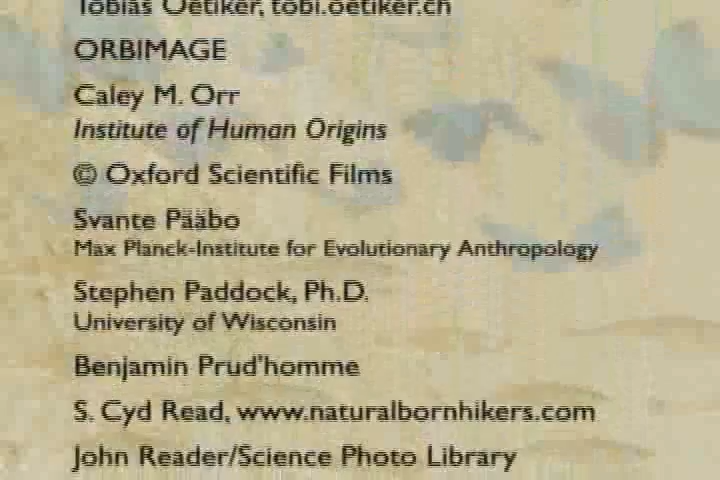 Tobias Oetiker, tobi.oetiker.ch
ORBIMAGE
Caley M. Orr
Institute of Human Origins
© Oxford Scientific Films
Svante Pääbo
Max Planck-Institute for Evolutionary Anthropology
Stephen Paddock, Ph.D.
University of Wisconsin
Benjamin Prud'homme
S. Cyd Read, www.naturalbornhikers.com
John Reader/Science Photo Library